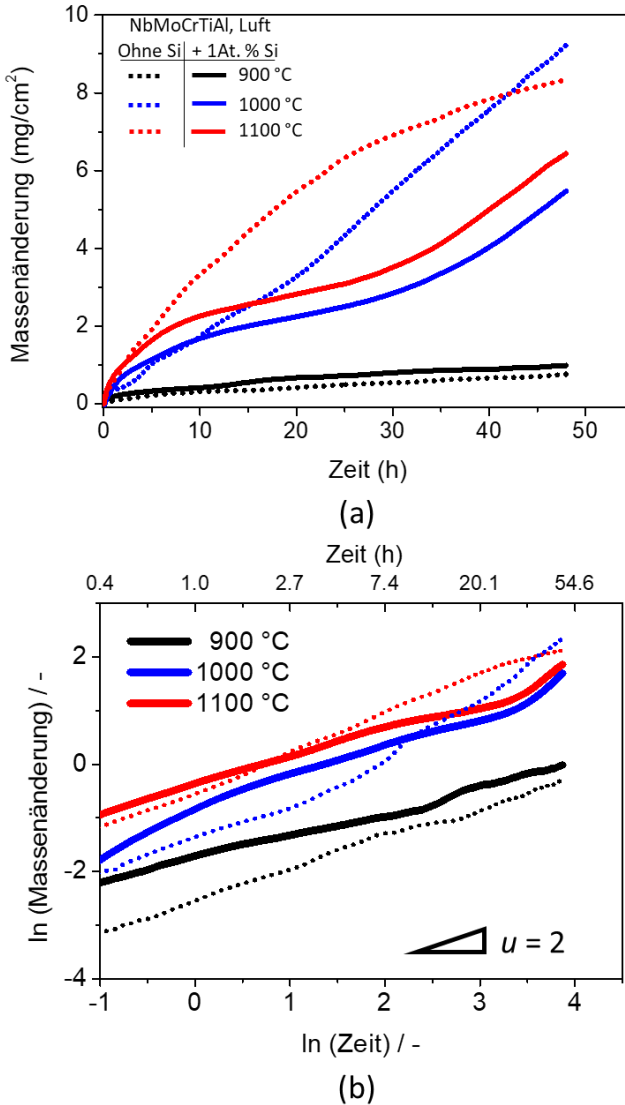 NbMoCrTiAl, Luft
Ohne Si + 1At. % Si
900 °C
1000 °C
1100 °C
Massenänderung (mg/cm²)
10
8
6
4
2
0
0 10 20 30 40 50
Zeit (h)
(a)
Zeit (h)
0.4 1.0 2.7 7.4 20.1 54.6
900 °C
1000 °C
1100 °C
ln (Massenänderung) / -
2
0
-2
-4
u = 2
-1 0 1 2 3 4
ln (Zeit) / -
(b)